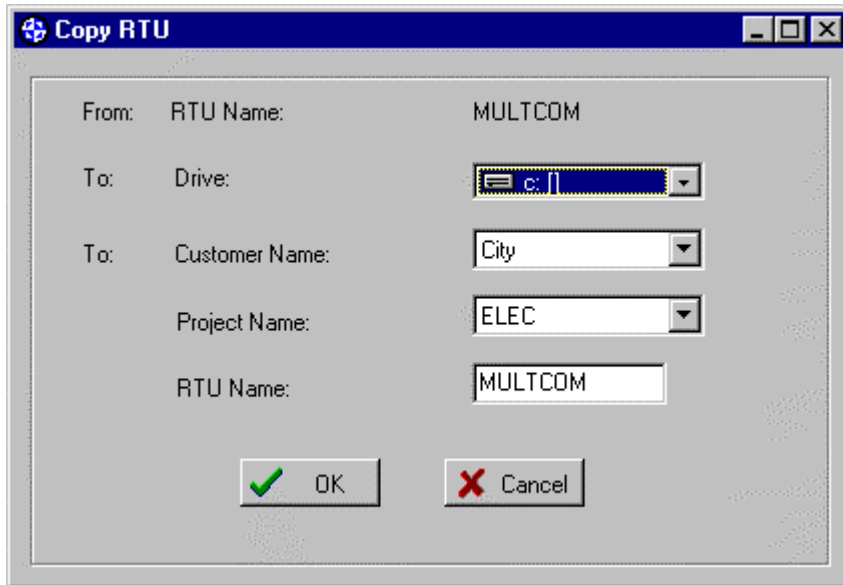 Copy RTU
From: RTU Name: MULTCOM
To: Drive: c: []
To: Customer Name: City
Project Name: ELEC
RTU Name: MULTCOM
OK Cancel